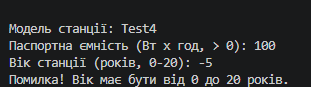 Модель станції: Test4
Паспортна ємність (Вт х год, > 0): 100
Вік станції (років, 0-20): -5
Помилка! Вік має бути від 0 до 20 років.